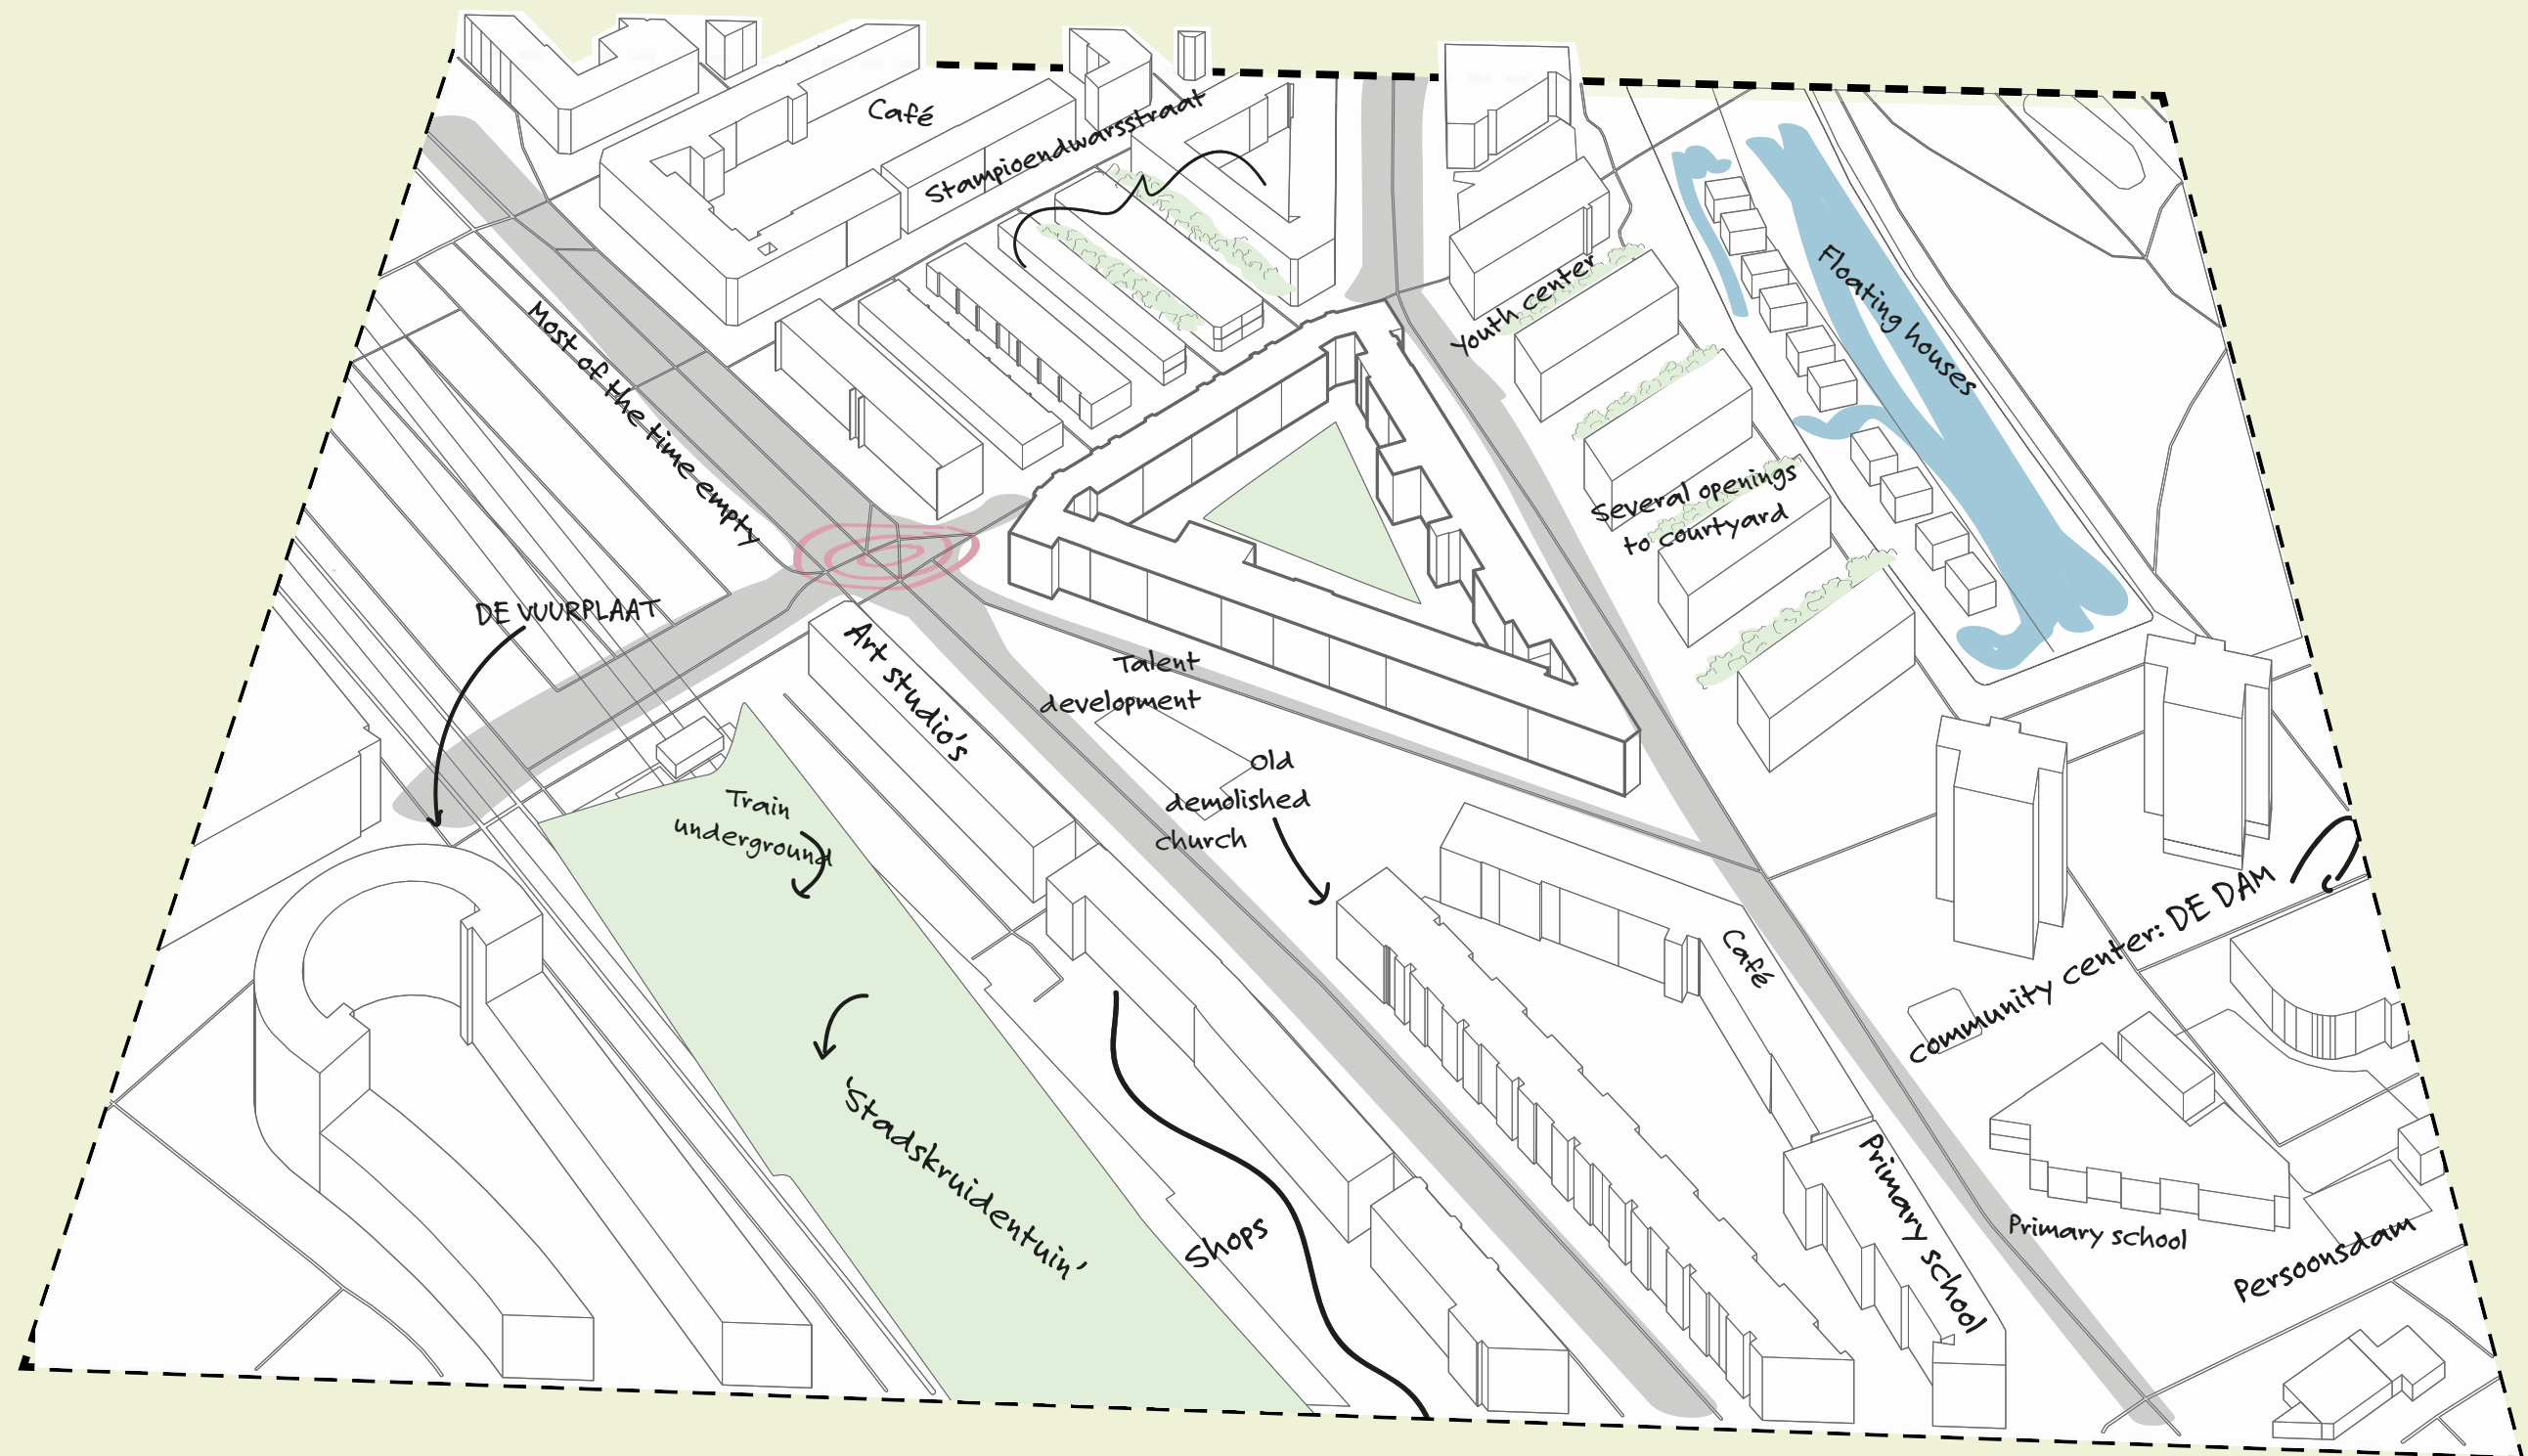 Café
Stampioendwarsstraat
Youth center
Floating houses
Most of the time empty
Several openings
to courtyard
DE VUURPLAAT
Art studio's
Talent
development
Old
demolished
church
Train
underground
Café
community center: DE DAM
'Stadskruidentuin'
Shops
Primary school
Primary school
Persoonsdam